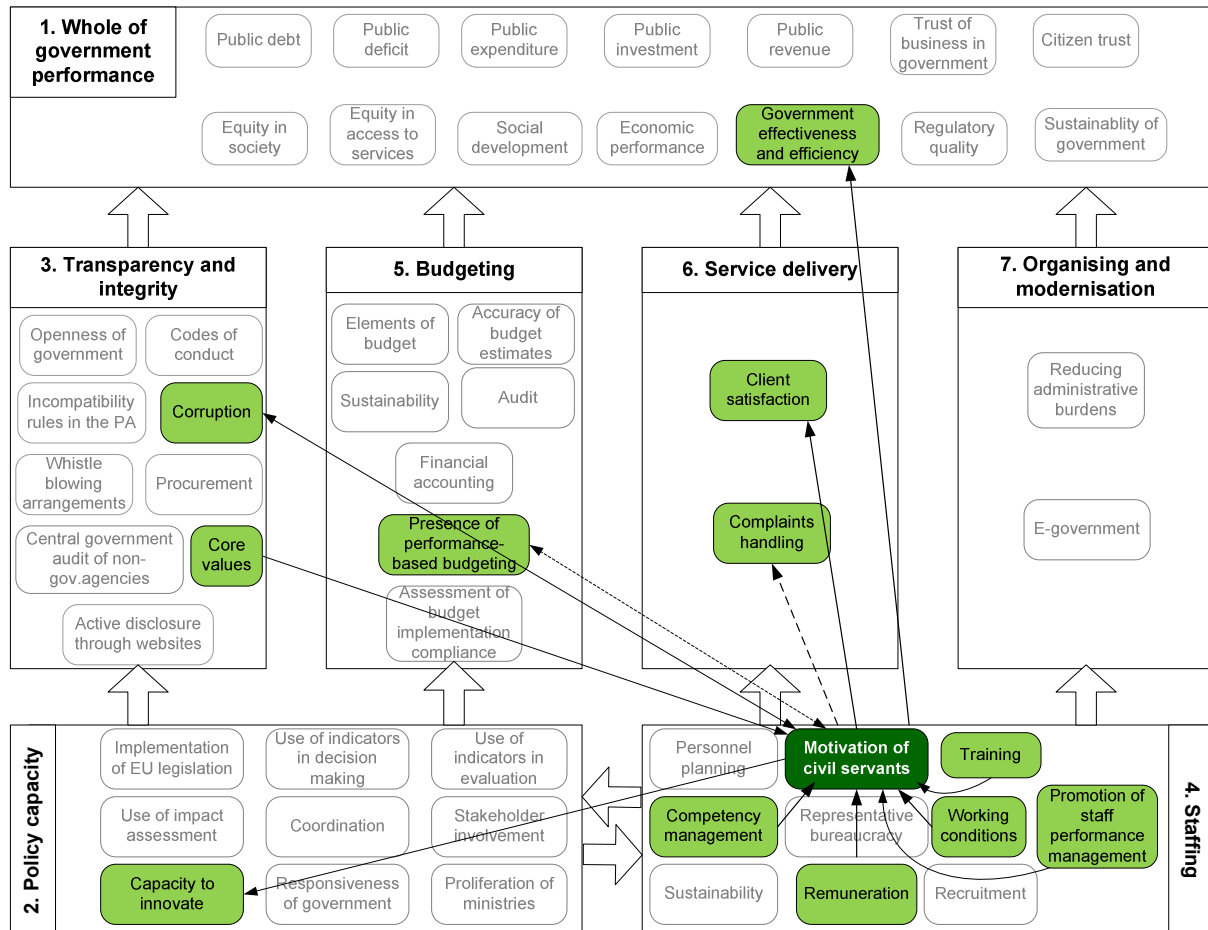 1. Whole of
government
performance
Public debt
Public
deficit
Public
expenditure
Public
investment
Public
revenue
Trust of
business in
government
Citizen trust
Equity in
society
Equity in
access to
services
Social
development
Economic
performance
Government
effectiveness
and efficiency
Regulatory
quality
Sustainablity of
government
3. Transparency and
integrity
Openness of
government
Codes of
conduct
Incompatibility
rules in the PA
Corruption
Whistle
blowing
arrangements
Procurement
Central government
audit of non-
gov.agencies
Core
values
Active disclosure
through websites
5. Budgeting
Elements of
budget
Accuracy of
budget
estimates
Sustainability
Audit
Financial
accounting
Presence of
performance-
based budgeting
Assessment of
budget
implementation
compliance
6. Service delivery
Client
satisfaction
Complaints
handling
7. Organising and
modernisation
Reducing
administrative
burdens
E-government
2. Policy capacity
Implementation
of EU legislation
Use of indicators
in decision
making
Use of
indicators in
evaluation
Use of impact
assessment
Coordination
Stakeholder
involvement
Capacity to
innovate
Responsiveness
of government
Proliferation of
ministries
4. Staffing
Personnel
planning
Motivation of
civil servants
Training
Competency
management
Representative
bureaucracy
Working
conditions
Promotion of
staff
performance
management
Sustainability
Remuneration
Recruitment